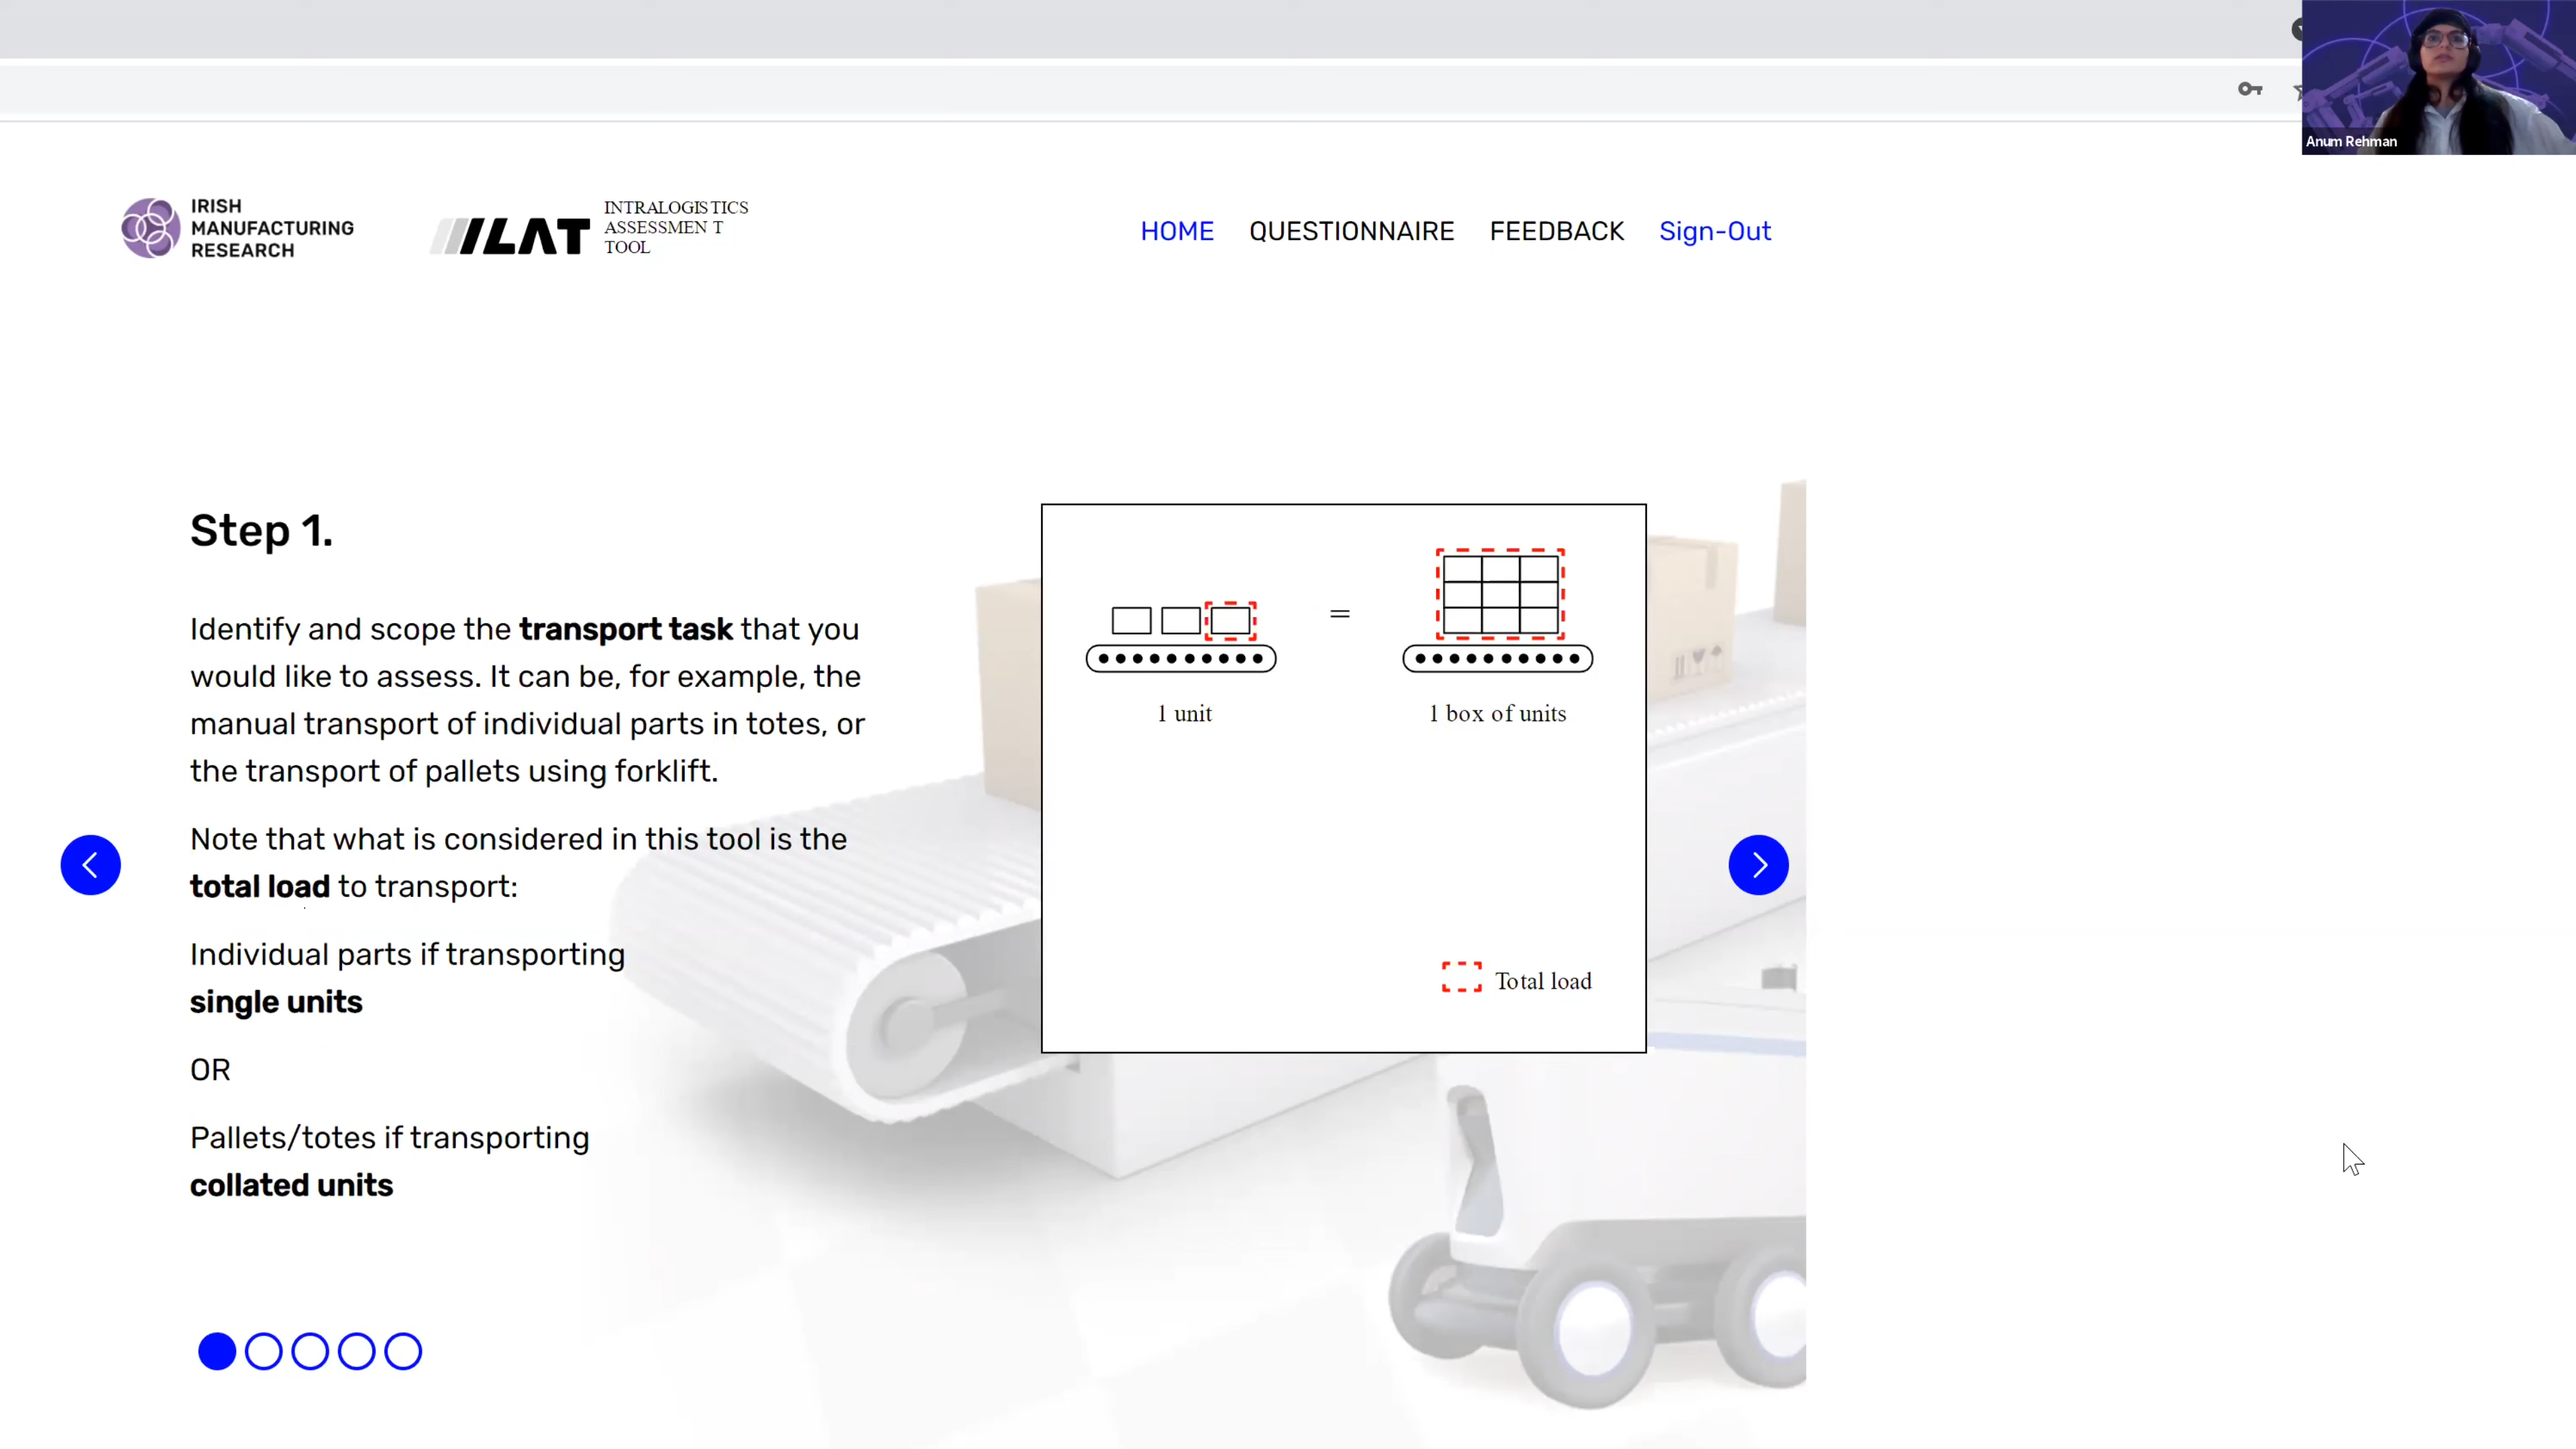 Anum Rehman
IRISH
MANUFACTURING
RESEARCH
ILAT
INTRALOGISTICS
ASSESSMEN T
TOOL
HOME QUESTIONNAIRE FEEDBACK Sign-Out
Step 1.
Identify and scope the transport task that you
would like to assess. It can be, for example, the
manual transport of individual parts in totes, or
the transport of pallets using forklift.
Note that what is considered in this tool is the
total load to transport:
Individual parts if transporting
single units
OR
Pallets/totes if transporting
collated units
=
1 unit
1 box of units
Total load